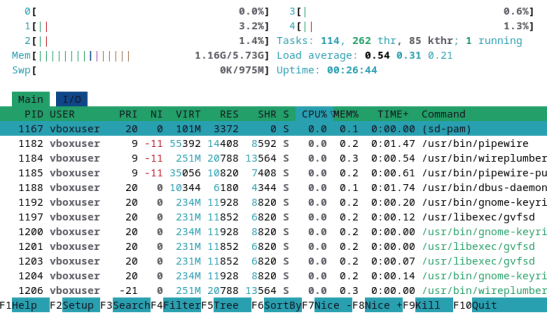 0[ 0.0%] 3[| 0.6%]
1[|| 3.2%] 4[|| 1.3%]
2[|| 1.4%] Tasks: 114, 262 thr, 85 kthr; 1 running
Mem[|||||||||||||||||| 1.16G/5.73G] Load average: 0.54 0.31 0.21
Swp[ 0K/975M] Uptime: 00:26:44
Main I/O
PID USER PRI NI VIRT RES SHR S CPU%▽MEM% TIME+ Command
1167 vboxuser 20 0 101M 3372 0 S 0.0 0.1 0:00.00 (sd-pam)
1182 vboxuser 9 -11 55392 14408 8592 S 0.0 0.2 0:01.47 /usr/bin/pipewire
1184 vboxuser 9 -11 251M 20788 13564 S 0.0 0.3 0:00.54 /usr/bin/wireplumber
1185 vboxuser 9 -11 35056 10820 7408 S 0.0 0.2 0:00.61 /usr/bin/pipewire-pu
1188 vboxuser 20 0 10344 6180 4344 S 0.0 0.1 0:01.74 /usr/bin/dbus-daemon
1192 vboxuser 20 0 234M 11928 8820 S 0.0 0.2 0:00.20 /usr/bin/gnome-keyri
1197 vboxuser 20 0 231M 11852 6820 S 0.0 0.2 0:00.12 /usr/libexec/gvfsd
1200 vboxuser 20 0 234M 11928 8820 S 0.0 0.2 0:00.00 /usr/bin/gnome-keyri
1201 vboxuser 20 0 231M 11852 6820 S 0.0 0.2 0:00.00 /usr/libexec/gvfsd
1203 vboxuser 20 0 231M 11852 6820 S 0.0 0.2 0:00.07 /usr/libexec/gvfsd
1204 vboxuser 20 0 234M 11928 8820 S 0.0 0.2 0:00.14 /usr/bin/gnome-keyri
1206 vboxuser -21 0 251M 20788 13564 S 0.0 0.3 0:00.00 /usr/bin/wireplumber
F1Help F2Setup F3SearchF4FilterF5Tree F6SortByF7Nice -F8Nice +F9Kill F10Quit